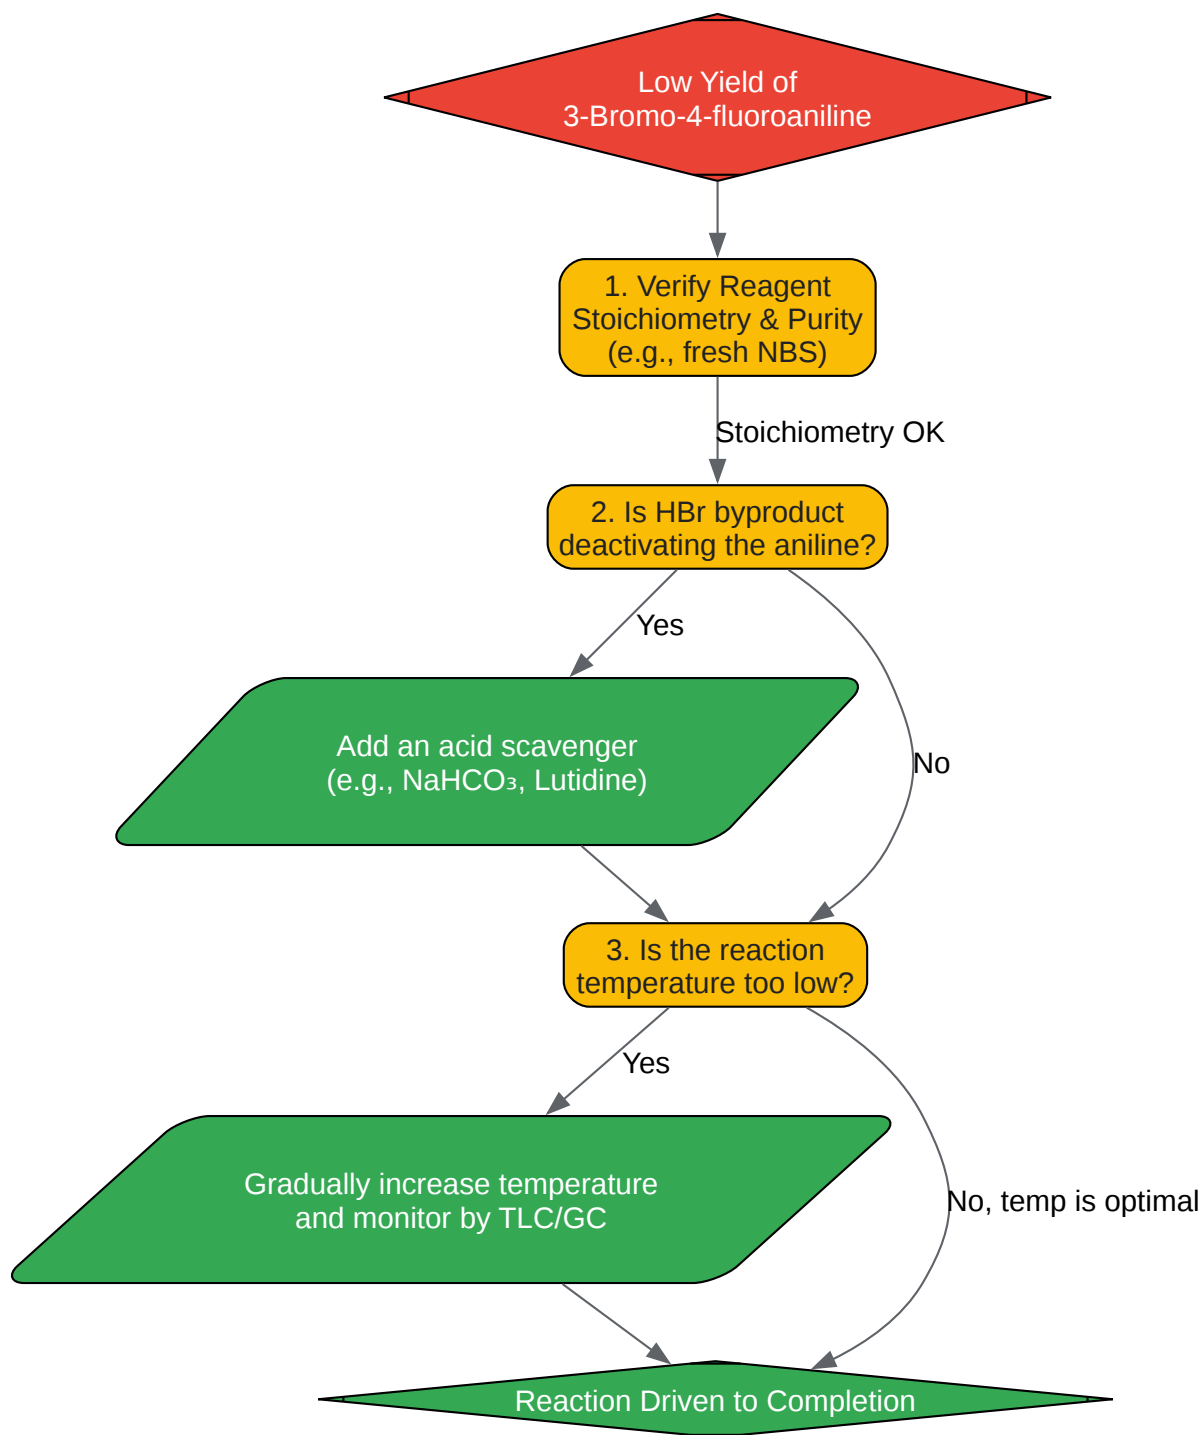 Low Yield of
3-Bromo-4-fluoroaniline
1. Verify Reagent
Stoichiometry & Purity
(e.g., fresh NBS)
Stoichiometry OK
2. Is HBr byproduct
deactivating the aniline?
Yes
Add an acid scavenger
(e.g., NaHCO₃, Lutidine)
No
3. Is the reaction
temperature too low?
Yes
Gradually increase temperature
and monitor by TLC/GC
No, temp is optimal
Reaction Driven to Completion